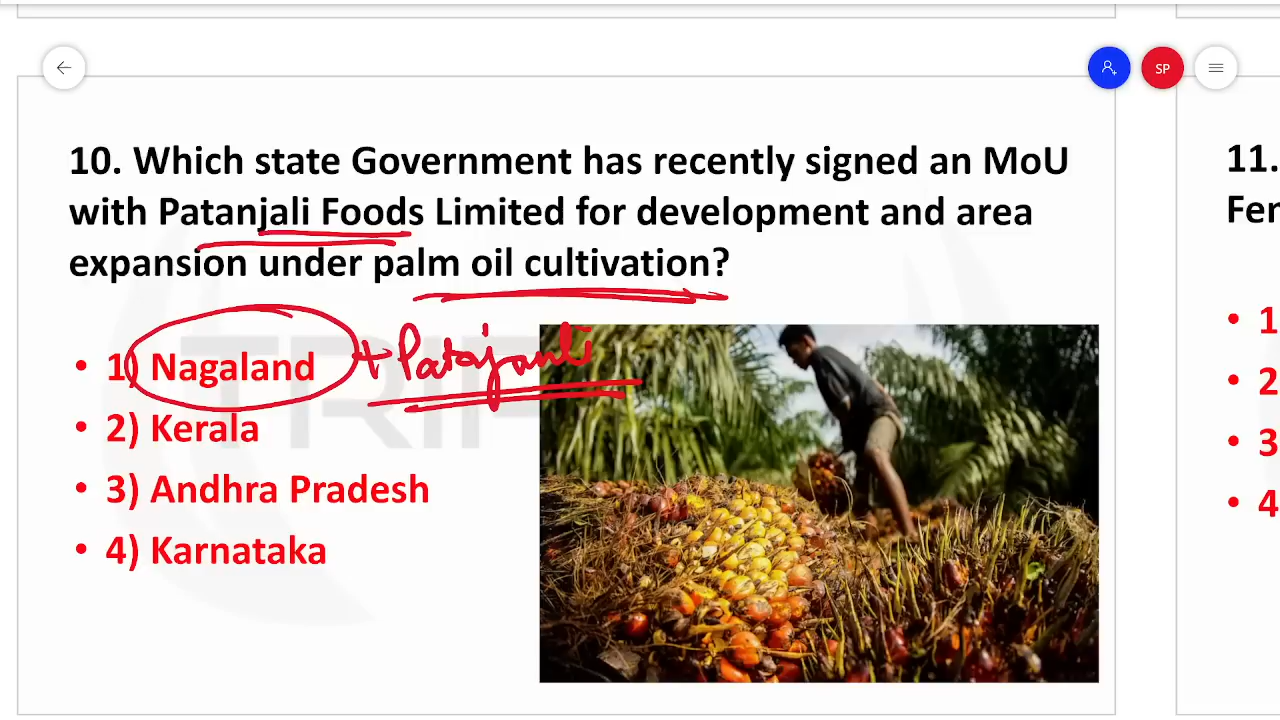 SP
10. Which state Government has recently signed an MoU
with Patanjali Foods Limited for development and area
expansion under palm oil cultivation?
• 1) Nagaland + Patajanli
• 2) Kerala
• 3) Andhra Pradesh
• 4) Karnataka
11.
Fer
• 1
• 2
• 3
• 4